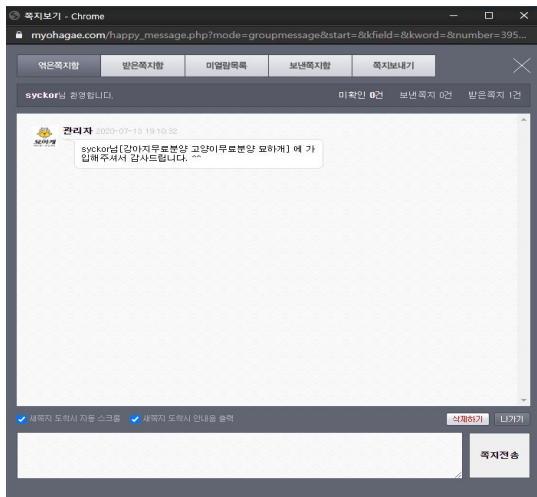 쪽지보기 - Chrome
myohagae.com/happy_message.php?mode=groupmessage&start=&kfield=&kword=&number=395...
엮은쪽지함 받은쪽지함 미열람목록 보낸쪽지함 쪽지보내기
syckor님 환영합니다. 미확인 0건 보낸쪽지 0건 받은쪽지 1건
관리자 2020-07-13 19:10:32
묘하개
syckor님[강아지무료분양 고양이무료분양 묘하개] 에 가
입해주셔서 감사드립니다. ^^
새쪽지 도착시 자동 스크롤 새쪽지 도착시 안내음 출력 삭제하기 나가기
쪽지전송